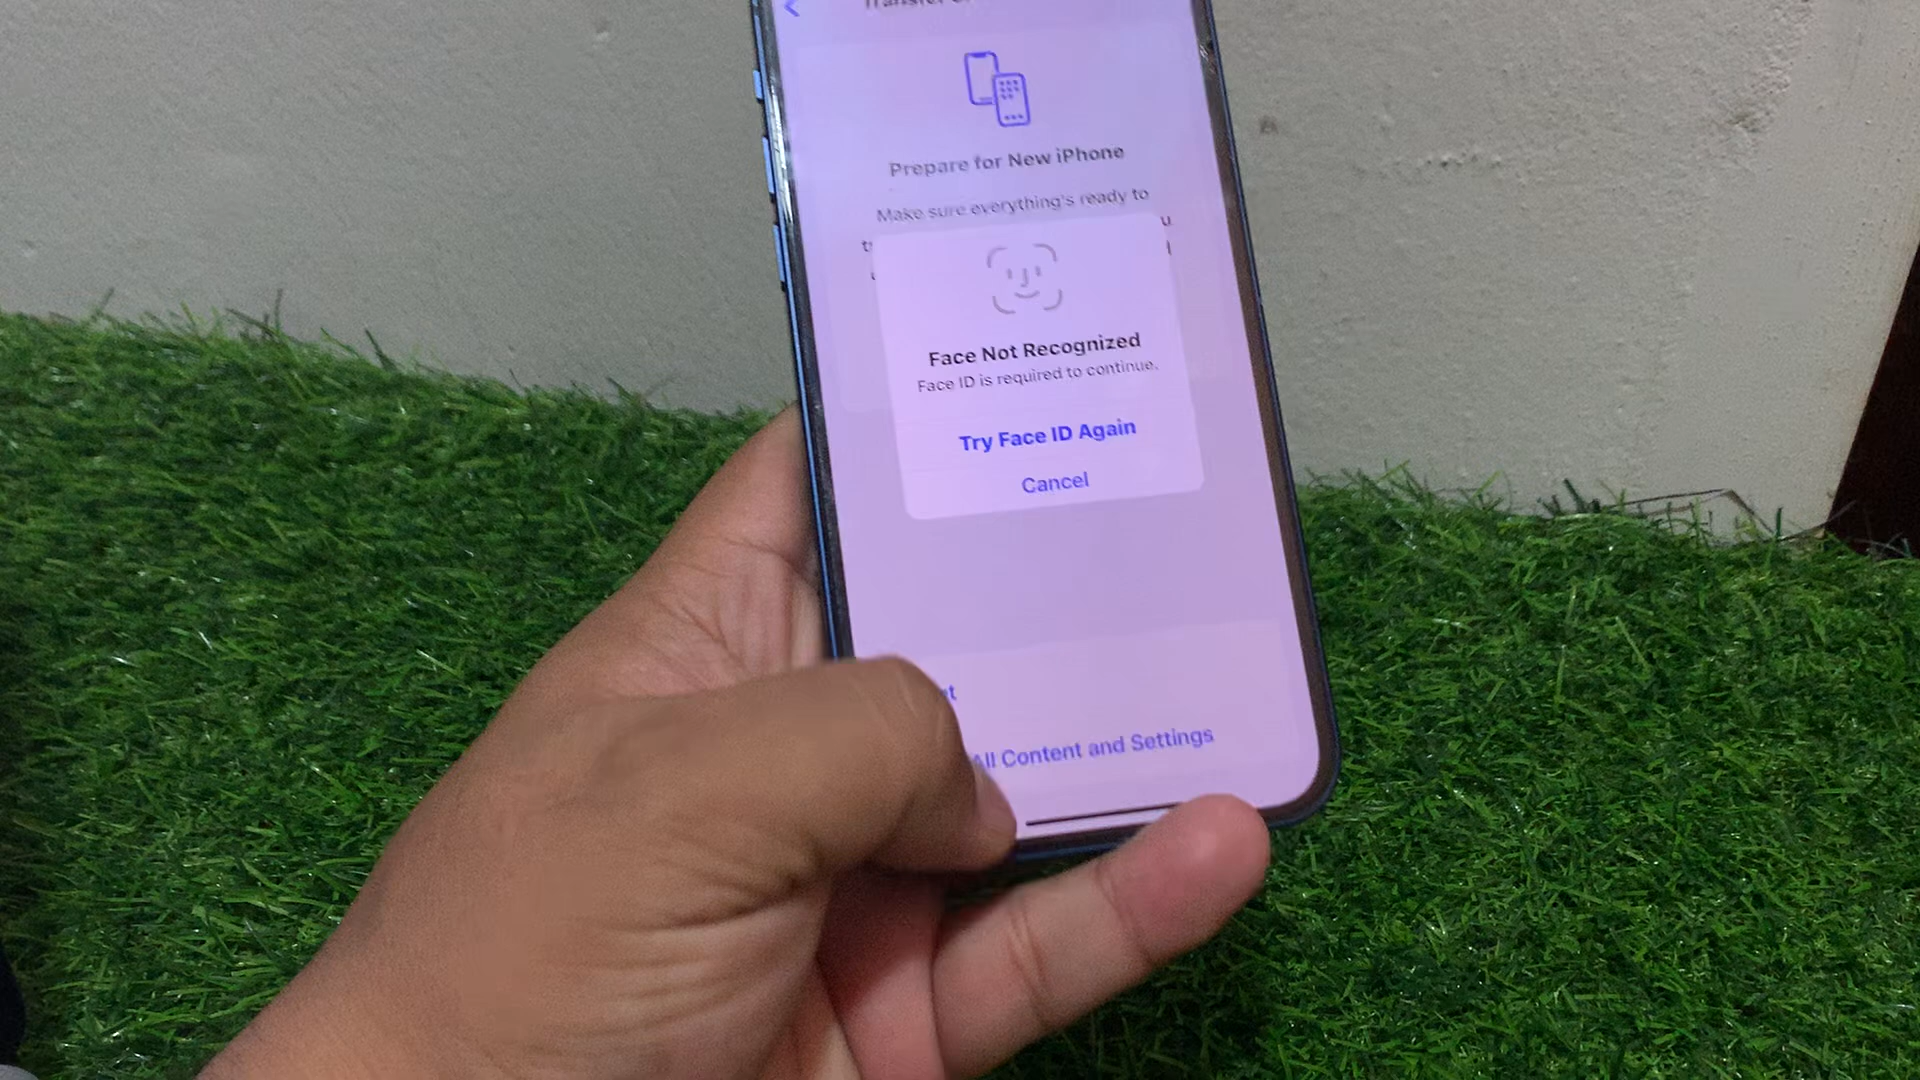 Prepare for New iPhone
Make sure everything's ready to
Face Not Recognized
Face ID is required to continue.
Try Face ID Again
Cancel
All Content and Settings